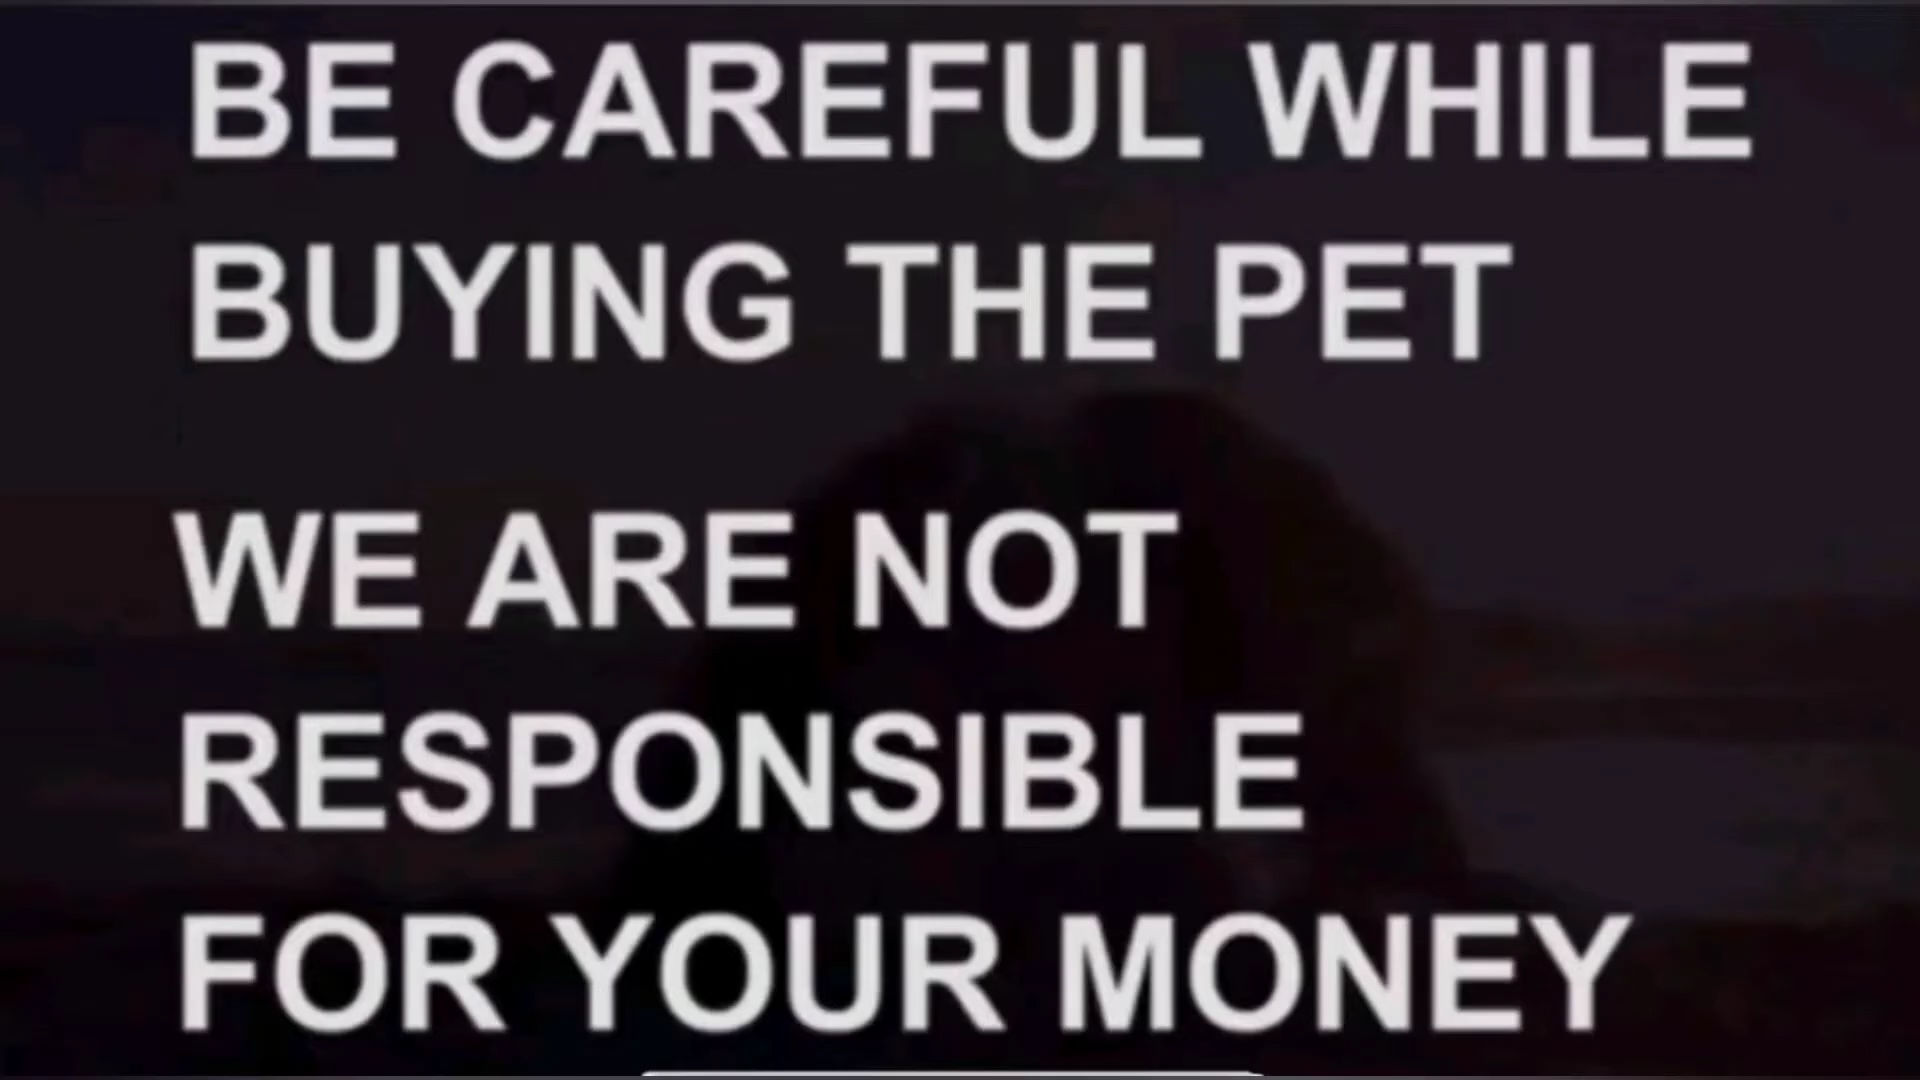 BE CAREFUL WHILE
BUYING THE PET
WE ARE NOT
RESPONSIBLE
FOR YOUR MONEY